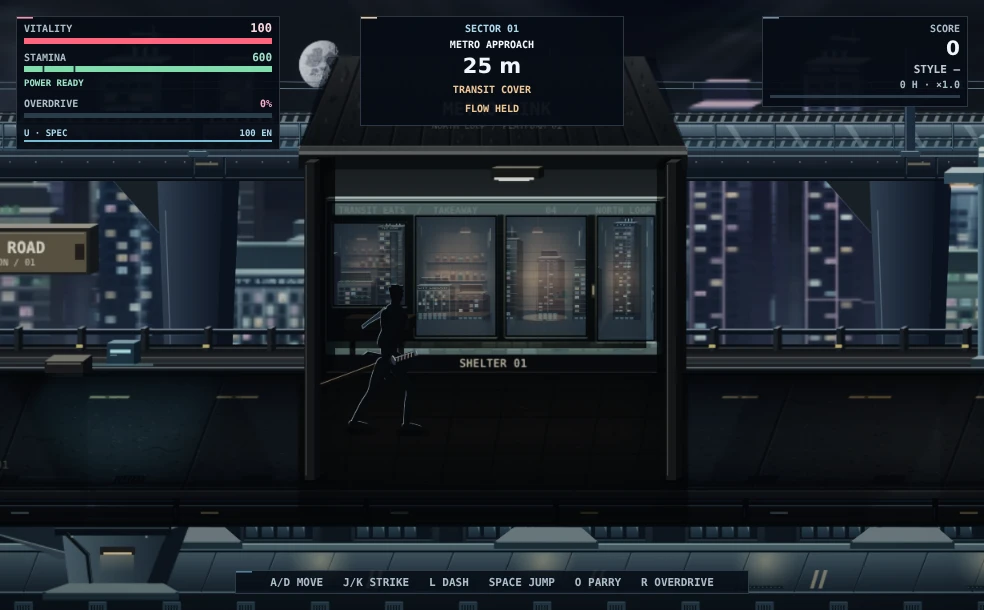 VITALITY 100
STAMINA 600
POWER READY
OVERDRIVE 0%
U · SPEC 100 EN
SECTOR 01
METRO APPROACH
25 m
TRANSIT COVER
FLOW HELD
SCORE
0
STYLE —
0 H · ×1.0
TRANSIT EATS / TAKEAWAY 04 / NORTH LOOP
ROAD
/ 01
SHELTER 01
A/D MOVE J/K STRIKE L DASH SPACE JUMP O PARRY R OVERDRIVE